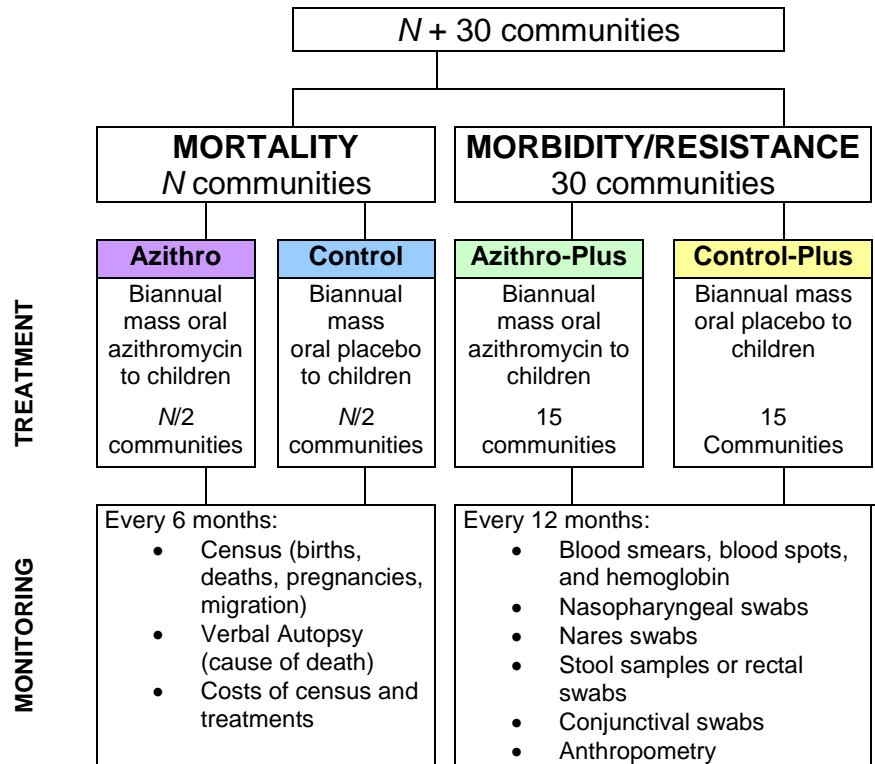 N + 30 communities
MORTALITY
N communities
MORBIDITY/RESISTANCE
30 communities
TREATMENT
Azithro
Biannual
mass oral
azithromycin
to children
N/2
communities
Control
Biannual
mass
oral placebo
to children
N/2
communities
Azithro-Plus
Biannual
mass oral
azithromycin to
children
15
communities
Control-Plus
Biannual mass
oral placebo to
children
15
Communities
MONITORING
Every 6 months:
• Census (births,
deaths, pregnancies,
migration)
• Verbal Autopsy
(cause of death)
• Costs of census and
treatments
Every 12 months:
• Blood smears, blood spots,
and hemoglobin
• Nasopharyngeal swabs
• Nares swabs
• Stool samples or rectal
swabs
• Conjunctival swabs
• Anthropometry